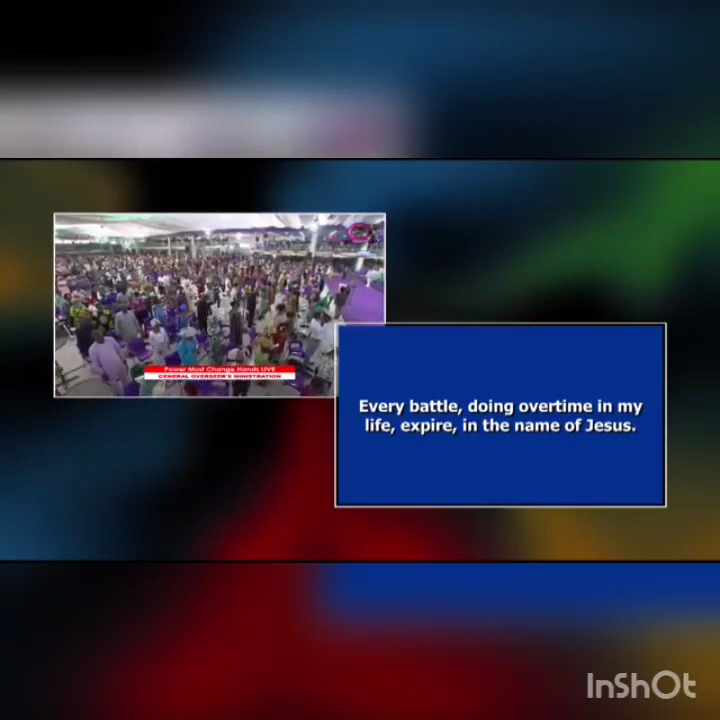 Power Must Change Hands LIVE
GENERAL OVERSEER'S MINISTRATION
Every battle, doing overtime in my
life, expire, in the name of Jesus.
InShOt